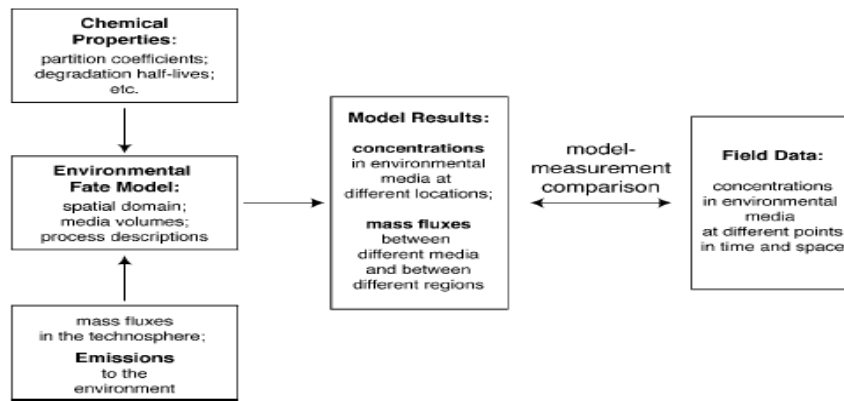 Chemical
Properties:
partition coefficients;
degradation half-lives;
etc.
Environmental
Fate Model:
spatial domain;
media volumes;
process descriptions
mass fluxes
in the technosphere;
Emissions
to the
environment
Model Results:
concentrations
in environmental
media at
different locations;
mass fluxes
between
different media
and between
different regions
model-
measurement
comparison
Field Data:
concentrations
in environmental
media
at different points
in time and space